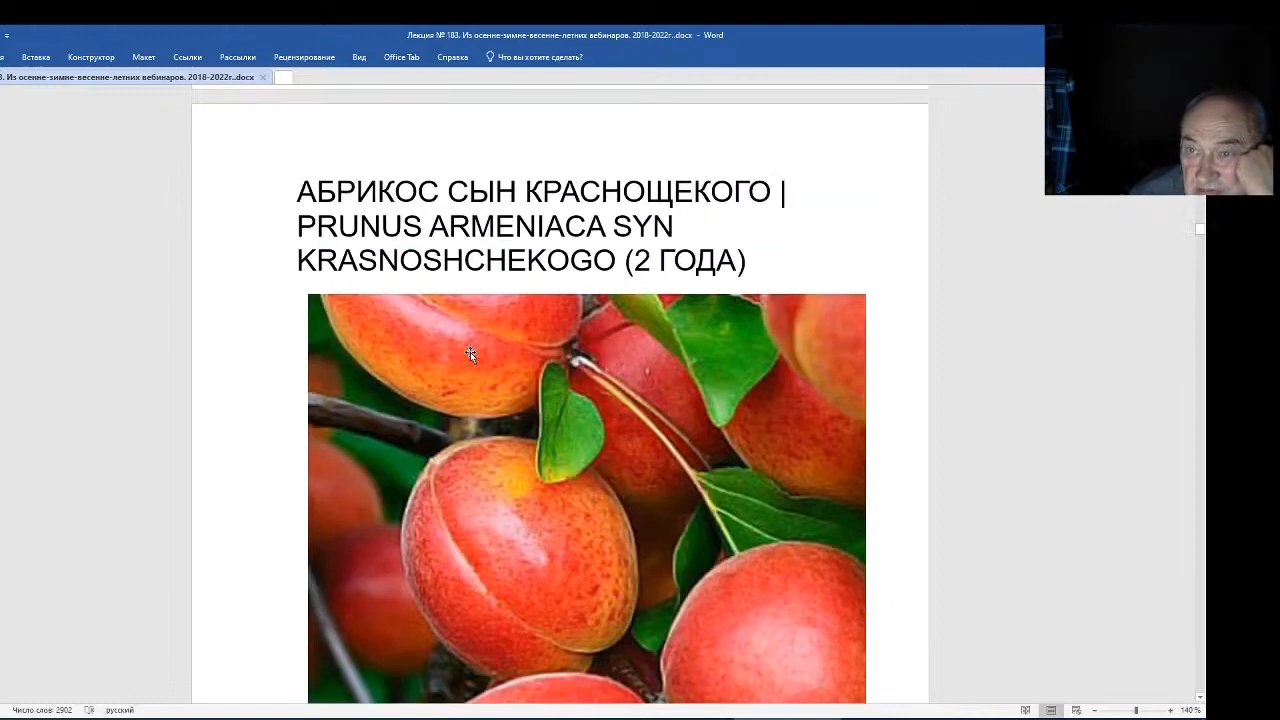 Лекция № 183. Из осенне-зимне-весенне-летних вебинаров. 2018-2022г..docx - Word
я Вставка Конструктор Макет Ссылки Рассылки Рецензирование Вид Office Tab Справка Что вы хотите сделать?
3. Из осенне-зимне-весенне-летних вебинаров. 2018-2022г..docx
АБРИКОС СЫН КРАСНОЩЕКОГО |
PRUNUS ARMENIACA SYN
KRASNOSHCHEKOGO (2 ГОДА)
Число слов: 2902 русский 140 %